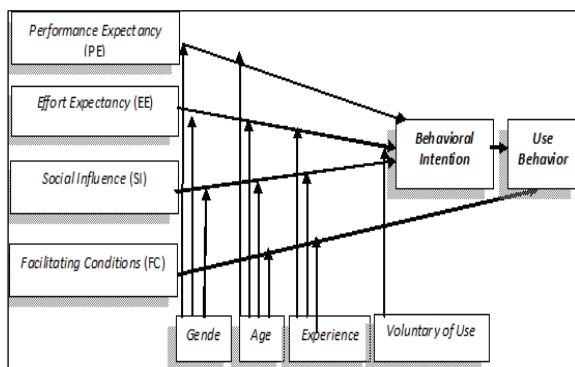 Performance Expectancy
(PE)
Effort Expectancy (EE)
Social Influence (SI)
Facilitating Conditions (FC)
Behavioral
Intention
Use
Behavior
Gende
Age
Experience
Voluntary of Use